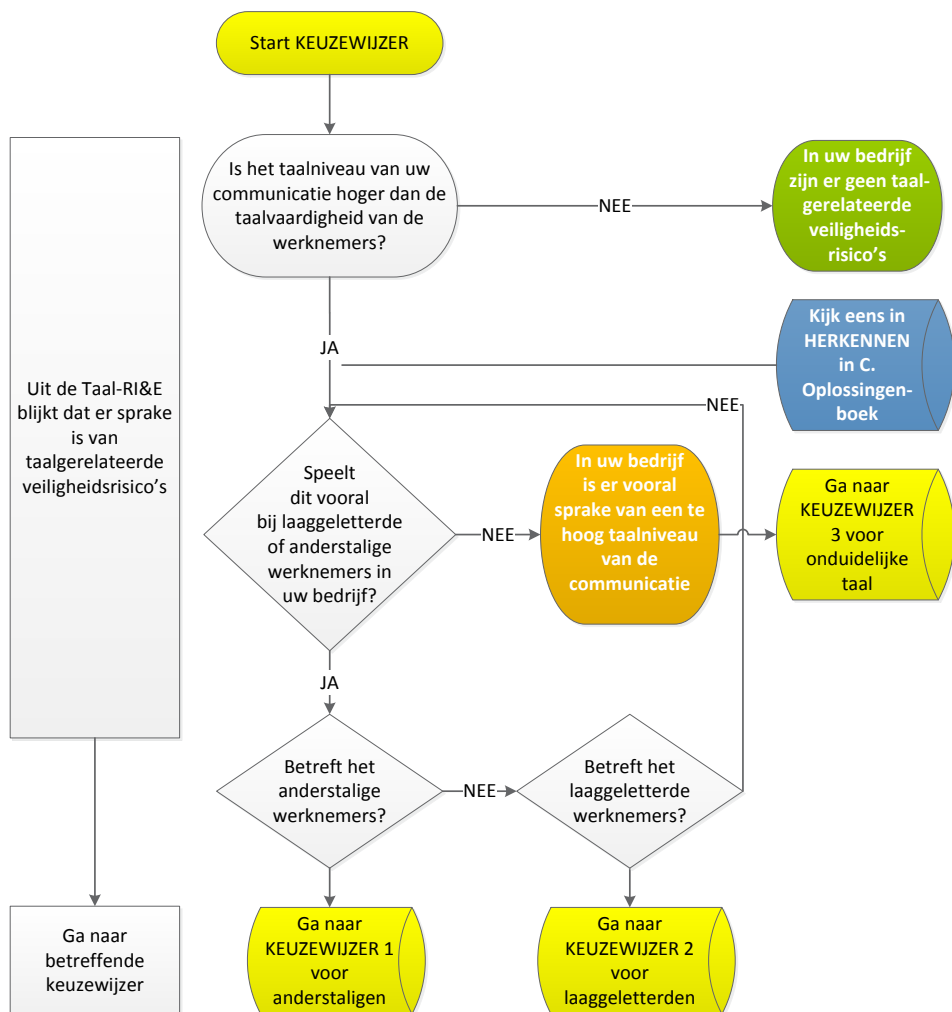 Start KEUZEWIJZER
Is het taalniveau van uw
communicatie hoger dan de
taalvaardigheid van de
werknemers?
NEE
In uw bedrijf
zijn er geen taal-
gerelateerde
veiligheids-
risico’s
JA
Kijk eens in
HERKENNEN
in C.
Oplossingen-
boek
Uit de Taal-RI&E
blijkt dat er sprake
is van
taalgerelateerde
veiligheidsrisico’s
NEE
Speelt
dit vooral
bij laaggeletterde
of anderstalige
werknemers in
uw bedrijf?
NEE
In uw bedrijf
is er vooral
sprake van een te
hoog taalniveau
van de
communicatie
Ga naar
KEUZEWIJZER
3 voor
onduidelijke
taal
JA
Betreft het
anderstalige
werknemers?
NEE
Betreft het
laaggeletterde
werknemers?
Ga naar
betreffende
keuzewijzer
Ga naar
KEUZEWIJZER 1
voor
anderstaligen
Ga naar
KEUZEWIJZER 2
voor
laaggeletterden